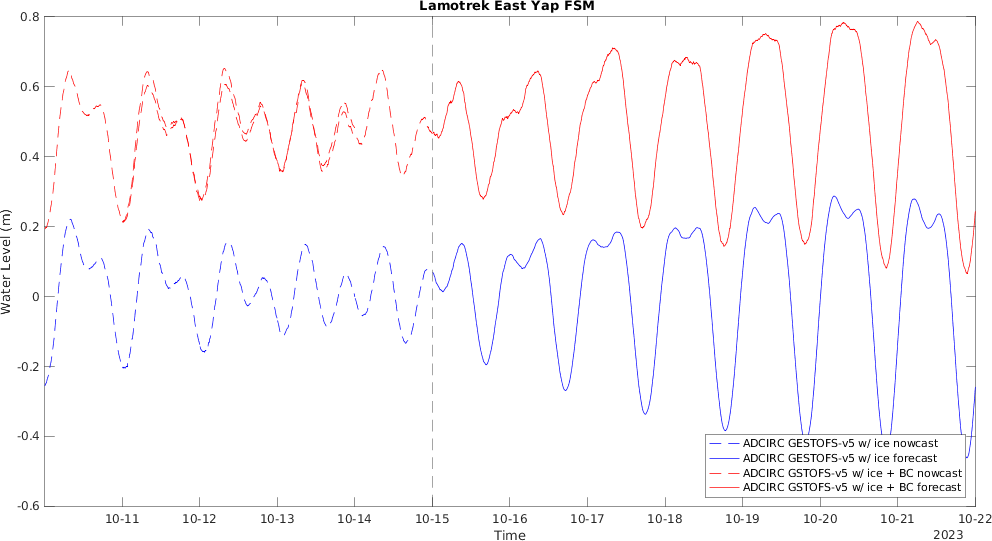 Lamotrek East Yap FSM
0.8
0.6
0.4
0.2
0
-0.2
-0.4
-0.6
Water Level (m)
ADCIRC GESTOFS-v5 w/ ice nowcast
ADCIRC GESTOFS-v5 w/ ice forecast
ADCIRC GSTOFS-v5 w/ ice + BC nowcast
ADCIRC GSTOFS-v5 w/ ice + BC forecast
10-11 10-12 10-13 10-14 10-15 10-16 10-17 10-18 10-19 10-20 10-21 10-22
Time
2023